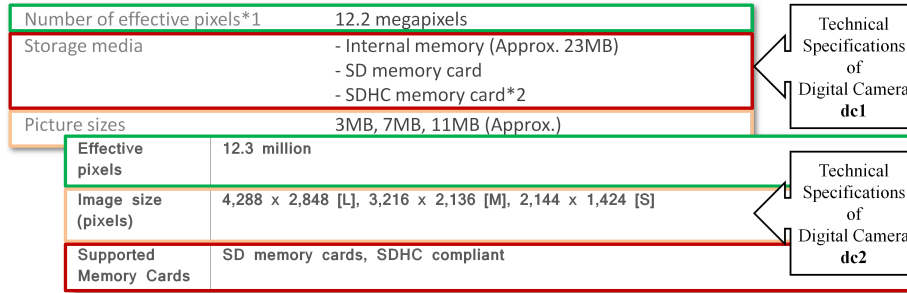 Number of effective pixels*1 12.2 megapixels
Storage media - Internal memory (Approx. 23MB)
- SD memory card
- SDHC memory card*2
Picture sizes 3MB, 7MB, 11MB (Approx.)
Technical
Specifications
of
Digital Camera
dc1
Effective 12.3 million
pixels
Image size 4,288 x 2,848 [L], 3,216 x 2,136 [M], 2,144 x 1,424 [S]
(pixels)
Supported SD memory cards, SDHC compliant
Memory Cards
Technical
Specifications
of
Digital Camera
dc2